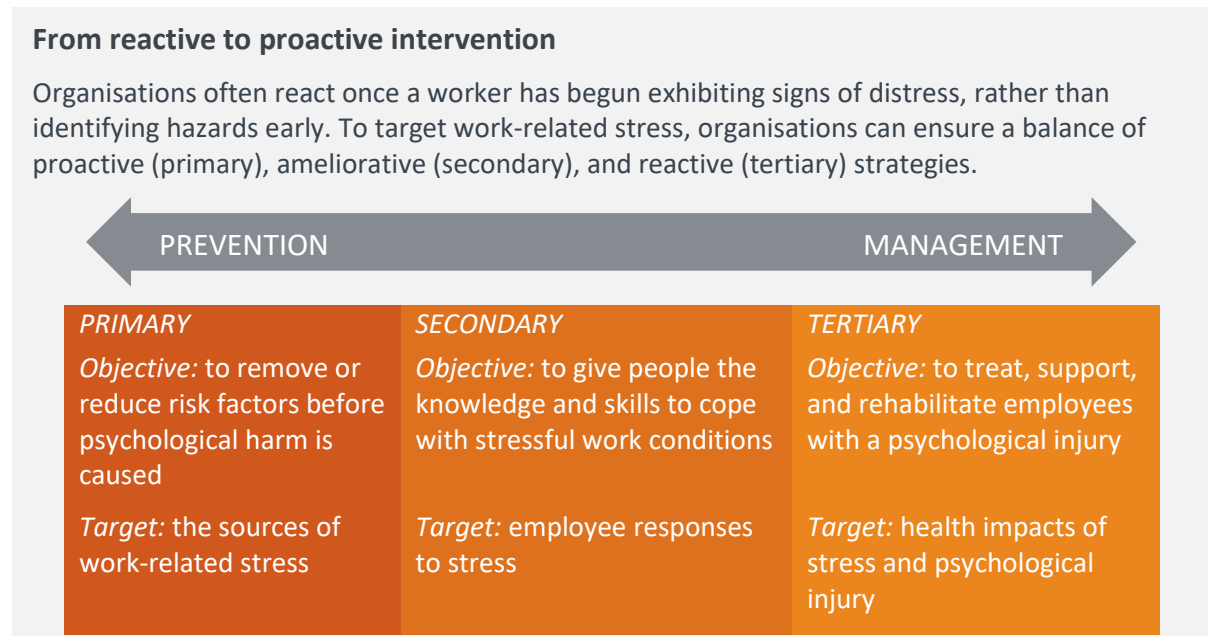 From reactive to proactive intervention
Organisations often react once a worker has begun exhibiting signs of distress, rather than
identifying hazards early. To target work-related stress, organisations can ensure a balance of
proactive (primary), ameliorative (secondary), and reactive (tertiary) strategies.
PREVENTION
MANAGEMENT
PRIMARY
Objective: to remove or
reduce risk factors before
psychological harm is
caused
Target: the sources of
work-related stress
SECONDARY
Objective: to give people the
knowledge and skills to cope
with stressful work conditions
Target: employee responses
to stress
TERTIARY
Objective: to treat, support,
and rehabilitate employees
with a psychological injury
Target: health impacts of
stress and psychological
injury